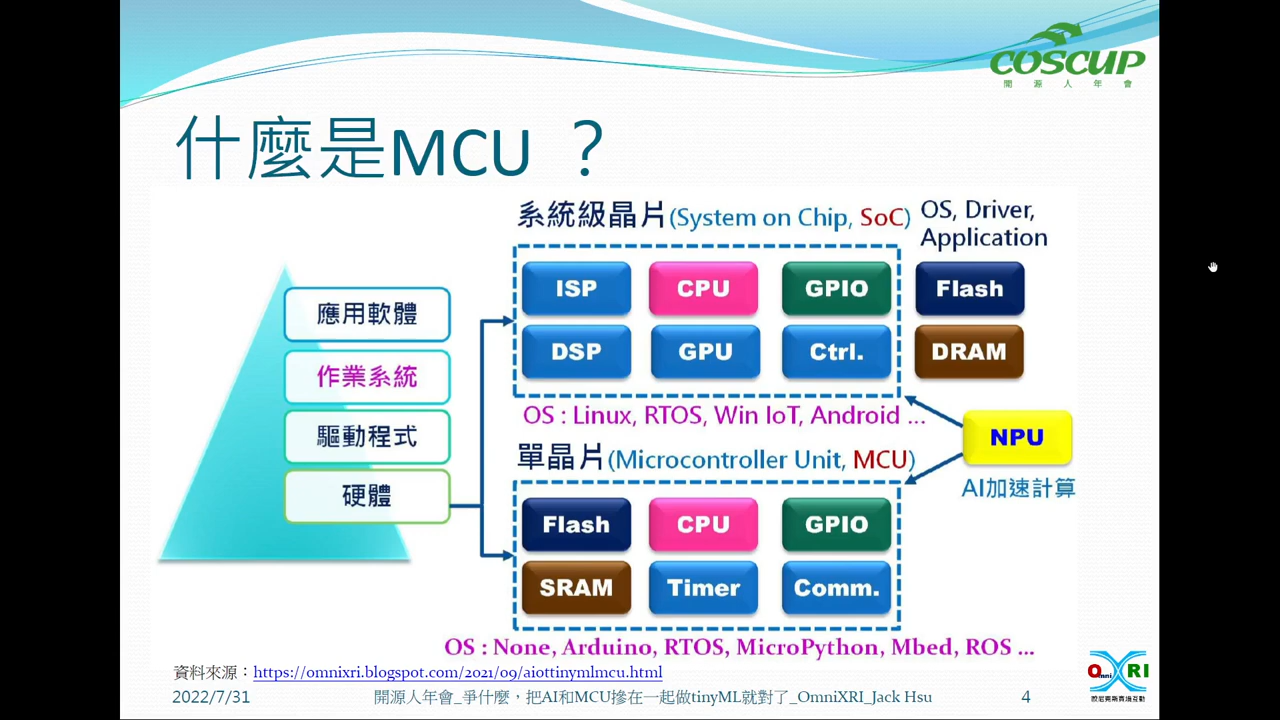 COSCUP
開源人年會
什麼是MCU ?
系統級晶片(System on Chip, SoC)
OS, Driver,
Application
ISP
CPU
GPIO
Flash
DSP
GPU
Ctrl.
DRAM
OS : Linux, RTOS, Win IoT, Android ...
應用軟體
作業系統
驅動程式
硬體
NPU
AI加速計算
單晶片(Microcontroller Unit, MCU)
Flash
CPU
GPIO
SRAM
Timer
Comm.
OS : None, Arduino, RTOS, MicroPython, Mbed, ROS ...
資料來源：https://omnixri.blogspot.com/2021/09/aiottinymlmcu.html
2022/7/31
開源人年會_爭什麼，把AI和MCU摻在一起做tinyML就對了_OmniXRI_Jack Hsu
4
OmniXRI